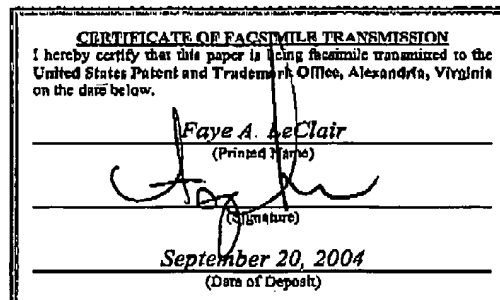 CERTIFICATE OF FACSIMILE TRANSMISSION
I hereby certify that this paper is being facsimile transmitted to the
United States Patent and Trademark Office, Alexandria, Virginia
on the date below.
Faye A. LeClair
(Printed Name)
(Signature)
September 20, 2004
(Date of Deposit)